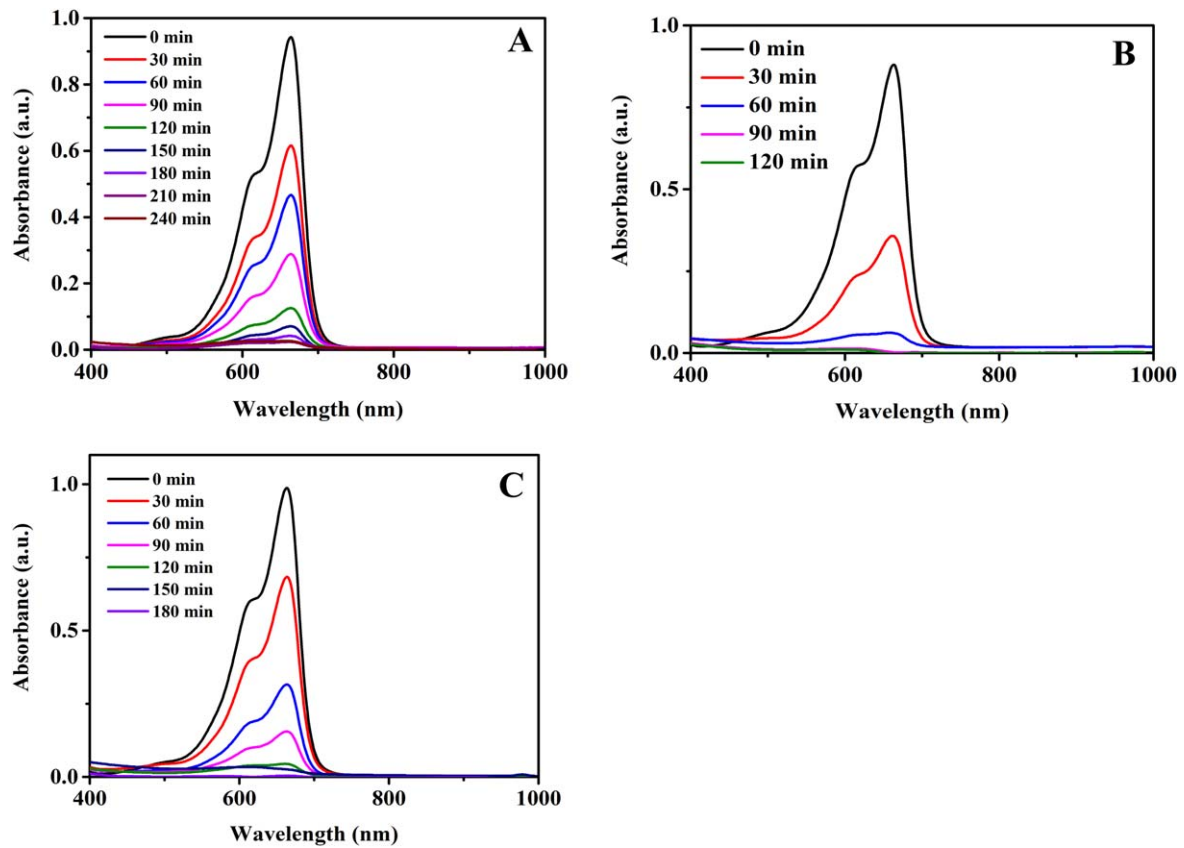 A
0 min
30 min
60 min
90 min
120 min
150 min
180 min
210 min
240 min
1.0
0.8
0.6
0.4
0.2
0.0
Absorbance (a.u.)
400
600
800
1000
Wavelength (nm)
B
0 min
30 min
60 min
90 min
120 min
1.0
0.5
0.0
Absorbance (a.u.)
400
600
800
1000
Wavelength (nm)
C
0 min
30 min
60 min
90 min
120 min
150 min
180 min
1.0
0.5
0.0
Absorbance (a.u.)
400
600
800
1000
Wavelength (nm)